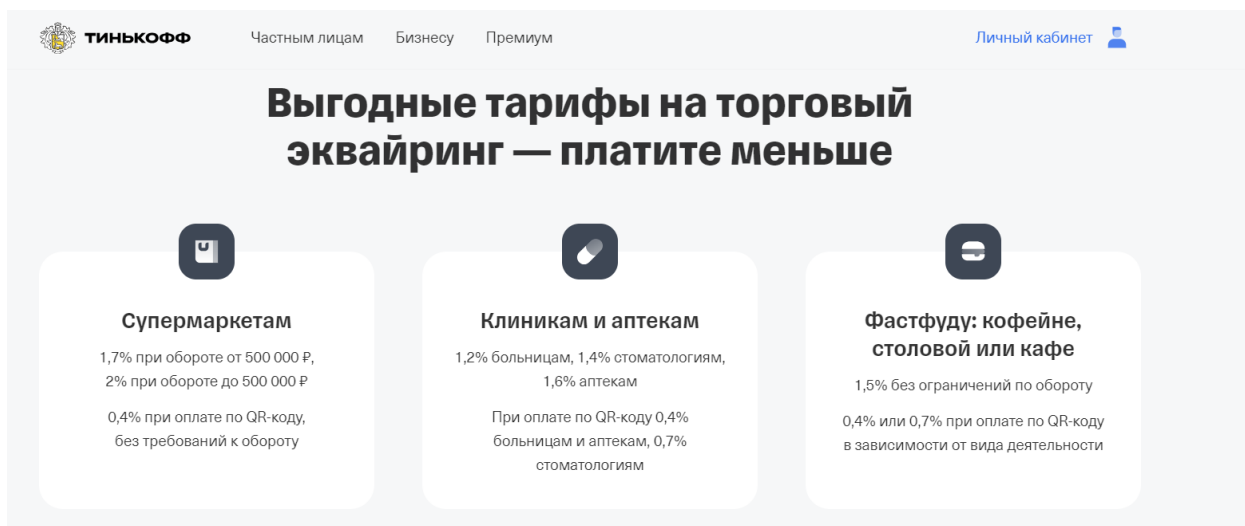 ТИНЬКОФФ Частным лицам Бизнесу Премиум Личный кабинет
Выгодные тарифы на торговый
эквайринг — платите меньше
Супермаркетам
1,7% при обороте от 500 000 ₽,
2% при обороте до 500 000 ₽
0,4% при оплате по QR-коду,
без требований к обороту
Клиникам и аптекам
1,2% больницам, 1,4% стоматологиям,
1,6% аптекам
При оплате по QR-коду 0,4%
больницам и аптекам, 0,7%
стоматологиям
Фастфуду: кофейне,
столовой или кафе
1,5% без ограничений по обороту
0,4% или 0,7% при оплате по QR-коду
в зависимости от вида деятельности